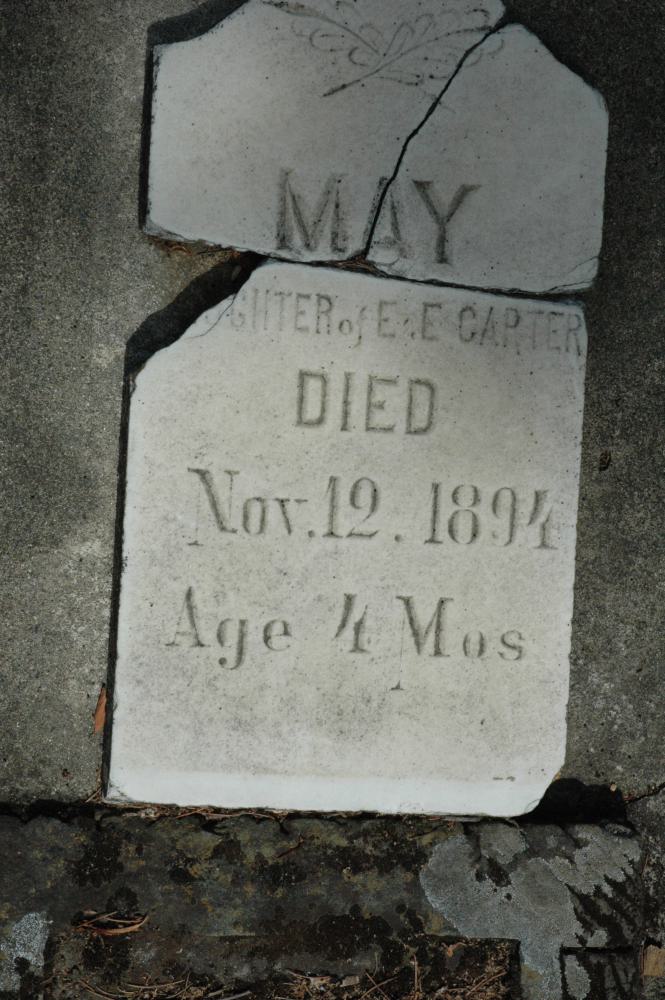 MAY
GHTER of E & E CARTER
DIED
Nov. 12. 1894
Age 4 Mos